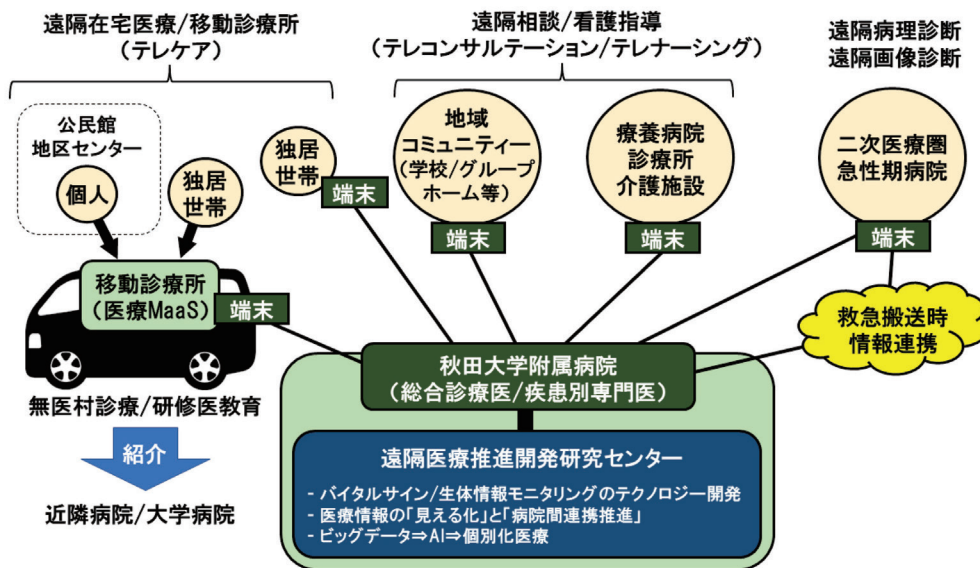 遠隔在宅医療/移動診療所
(テレケア)
遠隔相談/看護指導
(テレコンサルテーション/テレナーシング)
遠隔病理診断
遠隔画像診断
公民館
地区センター
個人
独居
世帯
独居
世帯
端末
地域
コミュニティー
(学校/グループ
ホーム等)
端末
療養病院
診療所
介護施設
端末
二次医療圏
急性期病院
端末
移動診療所
(医療MaaS)
端末
救急搬送時
情報連携
無医村診療/研修医教育
紹介
近隣病院/大学病院
秋田大学附属病院
(総合診療医/疾患別専門医)
遠隔医療推進開発研究センター
- バイタルサイン/生体情報モニタリングのテクノロジー開発
- 医療情報の「見える化」と「病院間連携推進」
- ビッグデータ⇒AI⇒個別化医療